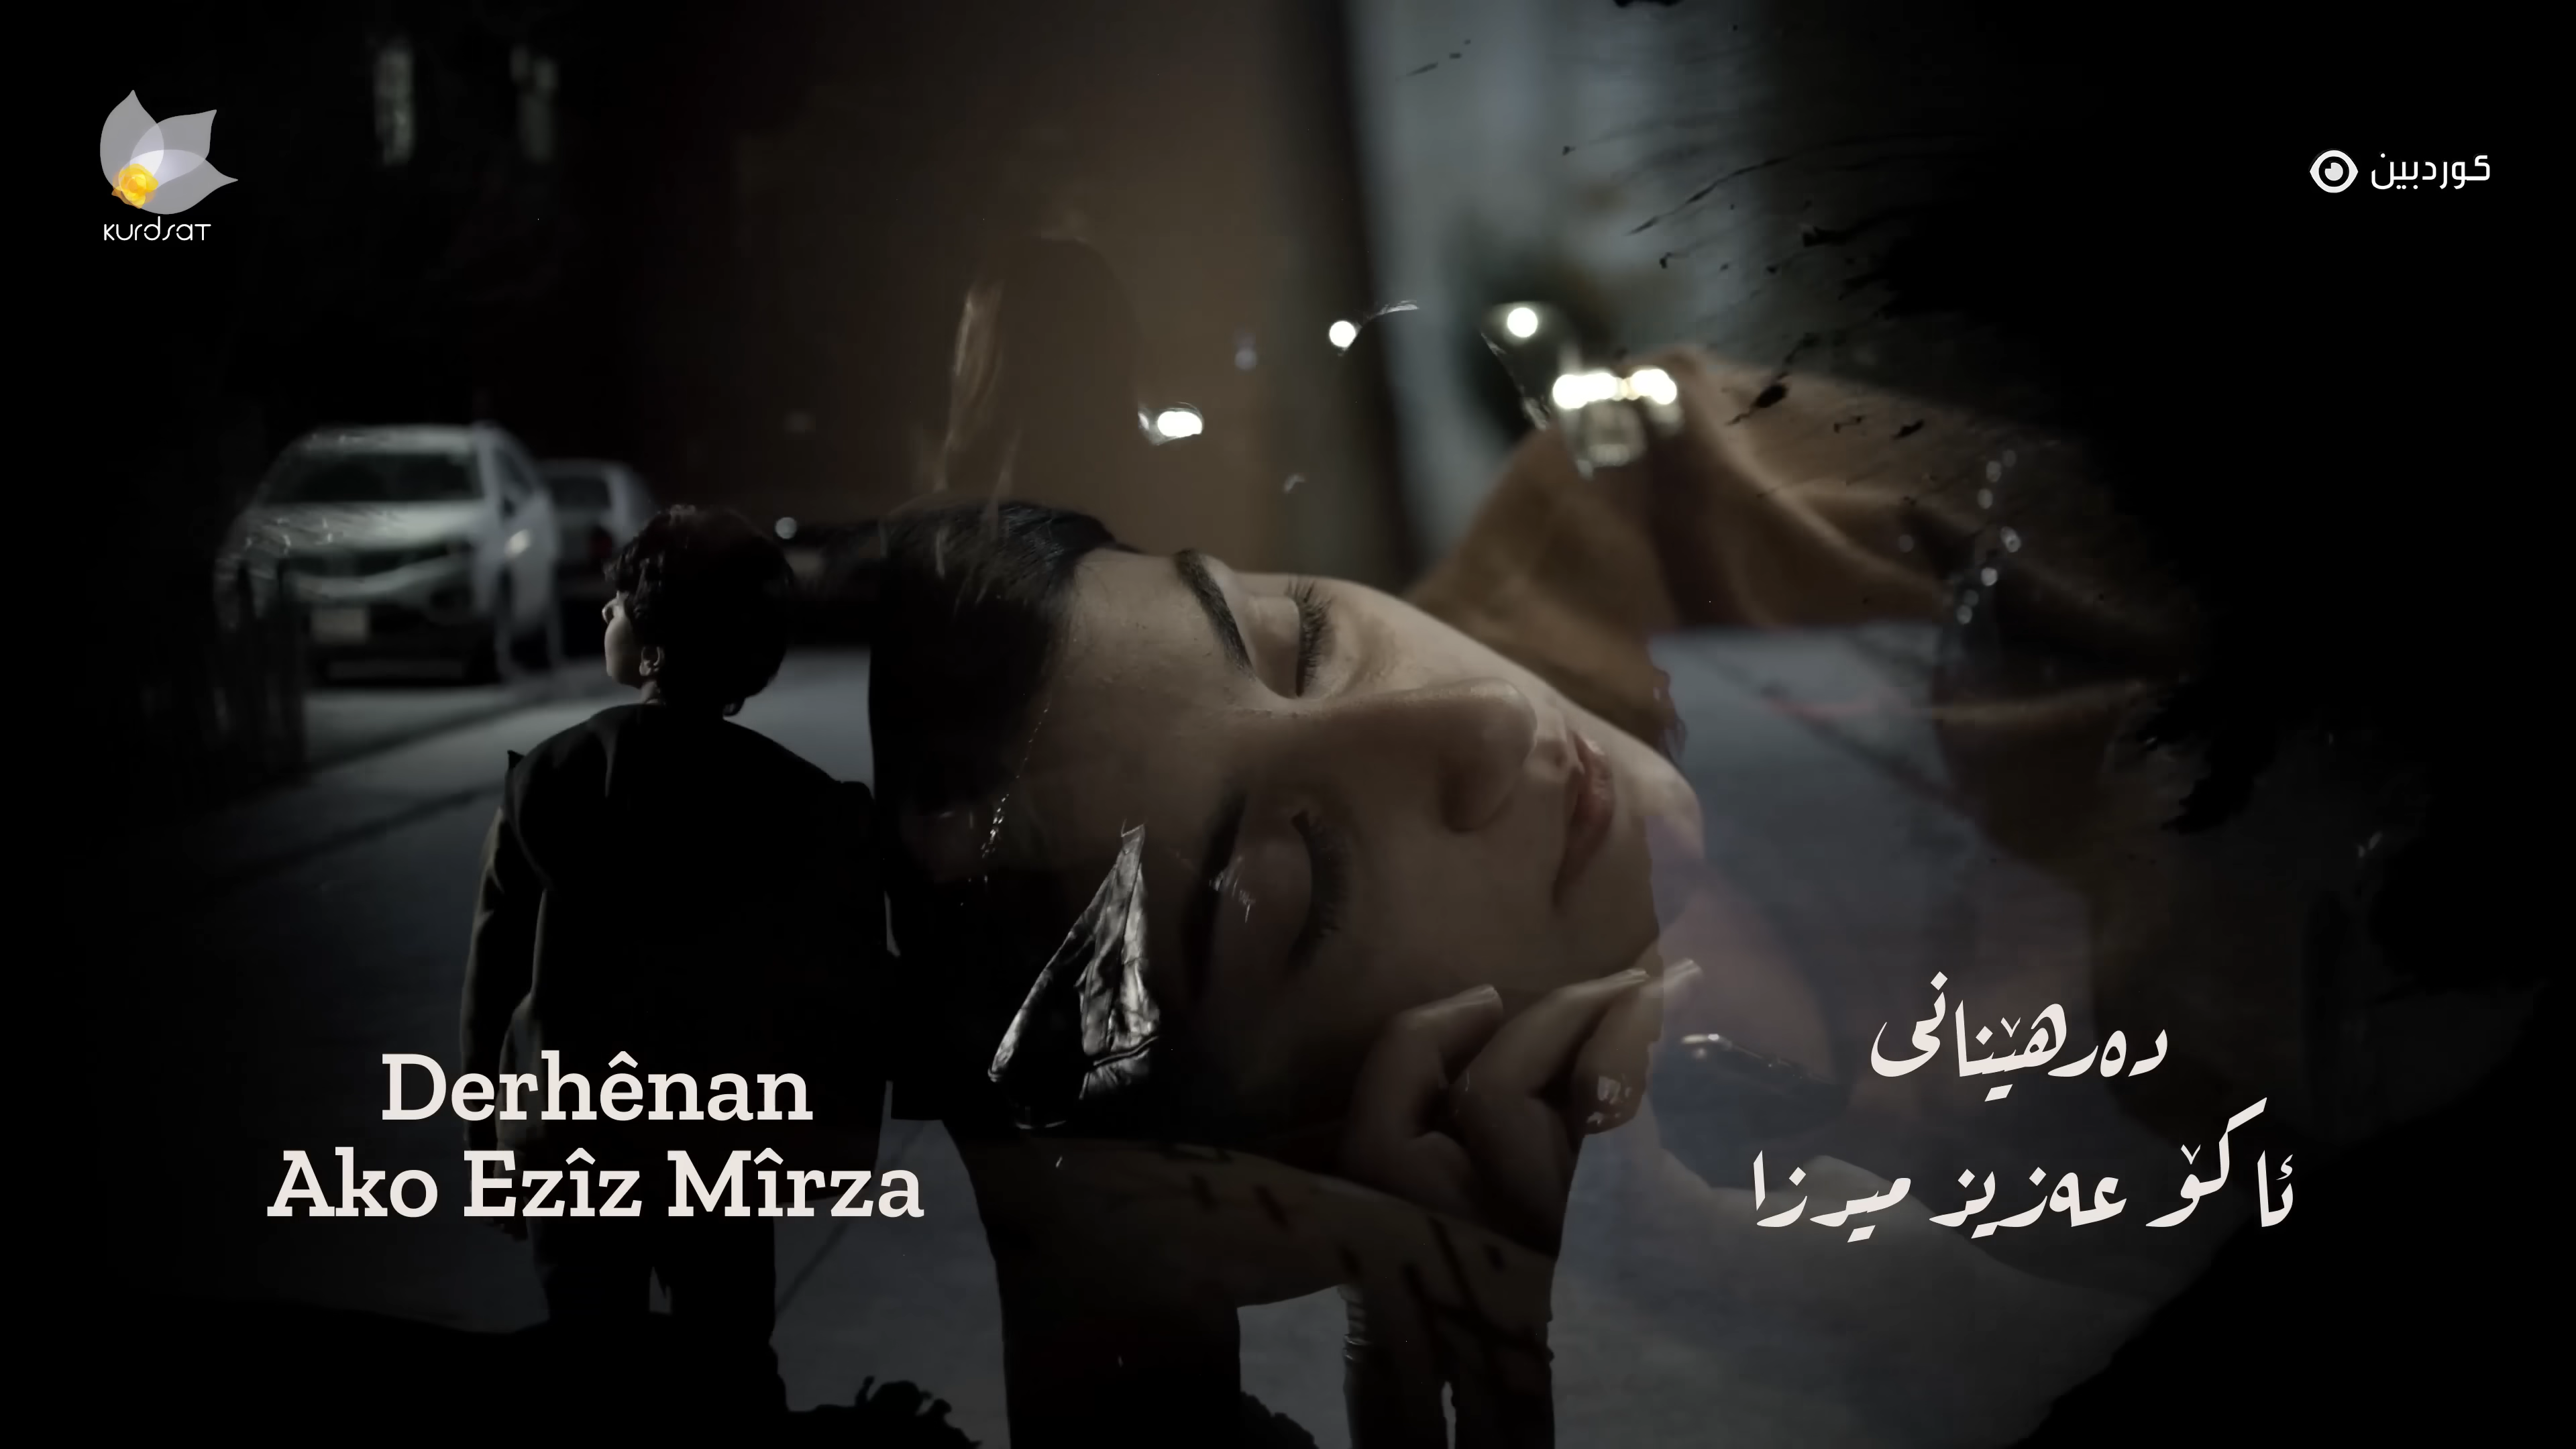 KurdSAT
کوردبین
Derhênan
Ako Ezîz Mîrza
دەرهێنانی
ئاکۆ عەزیز میرزا